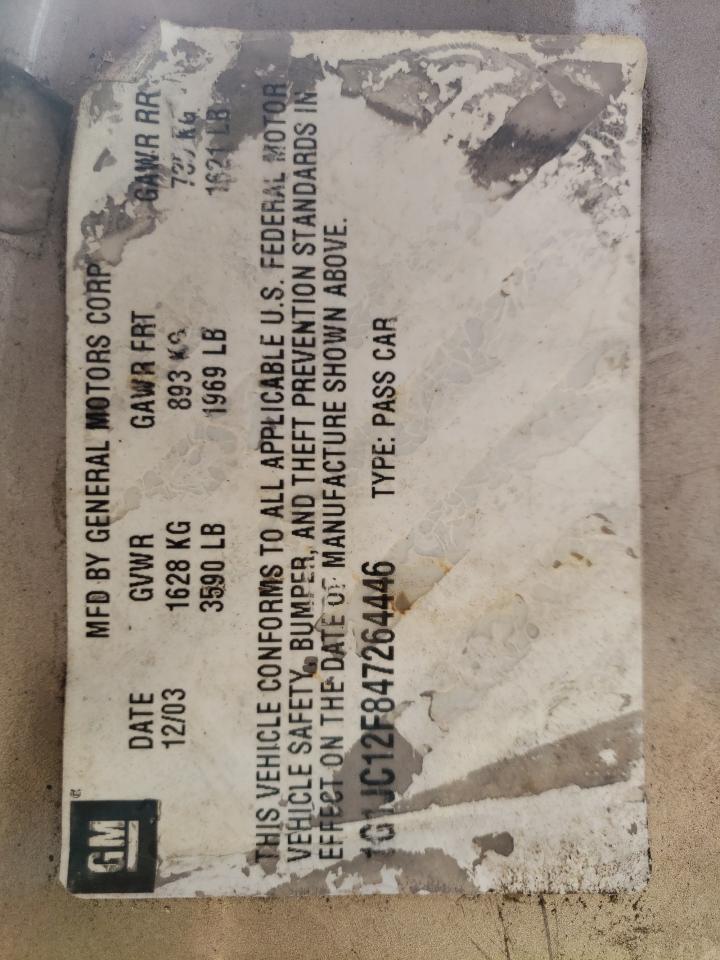 GM
MFD BY GENERAL MOTORS CORP
DATE GVWR GAWR FRT GAWR RR
12/03 1628 KG 893 KG KG
3590 LB 1969 LB 1621 LB
THIS VEHICLE CONFORMS TO ALL APPLICABLE U.S. FEDERAL MOTOR
VEHICLE SAFETY, BUMPER, AND THEFT PREVENTION STANDARDS IN
EFFECT ON THE DATE OF MANUFACTURE SHOWN ABOVE.
1G1JC12F847264446 TYPE: PASS CAR